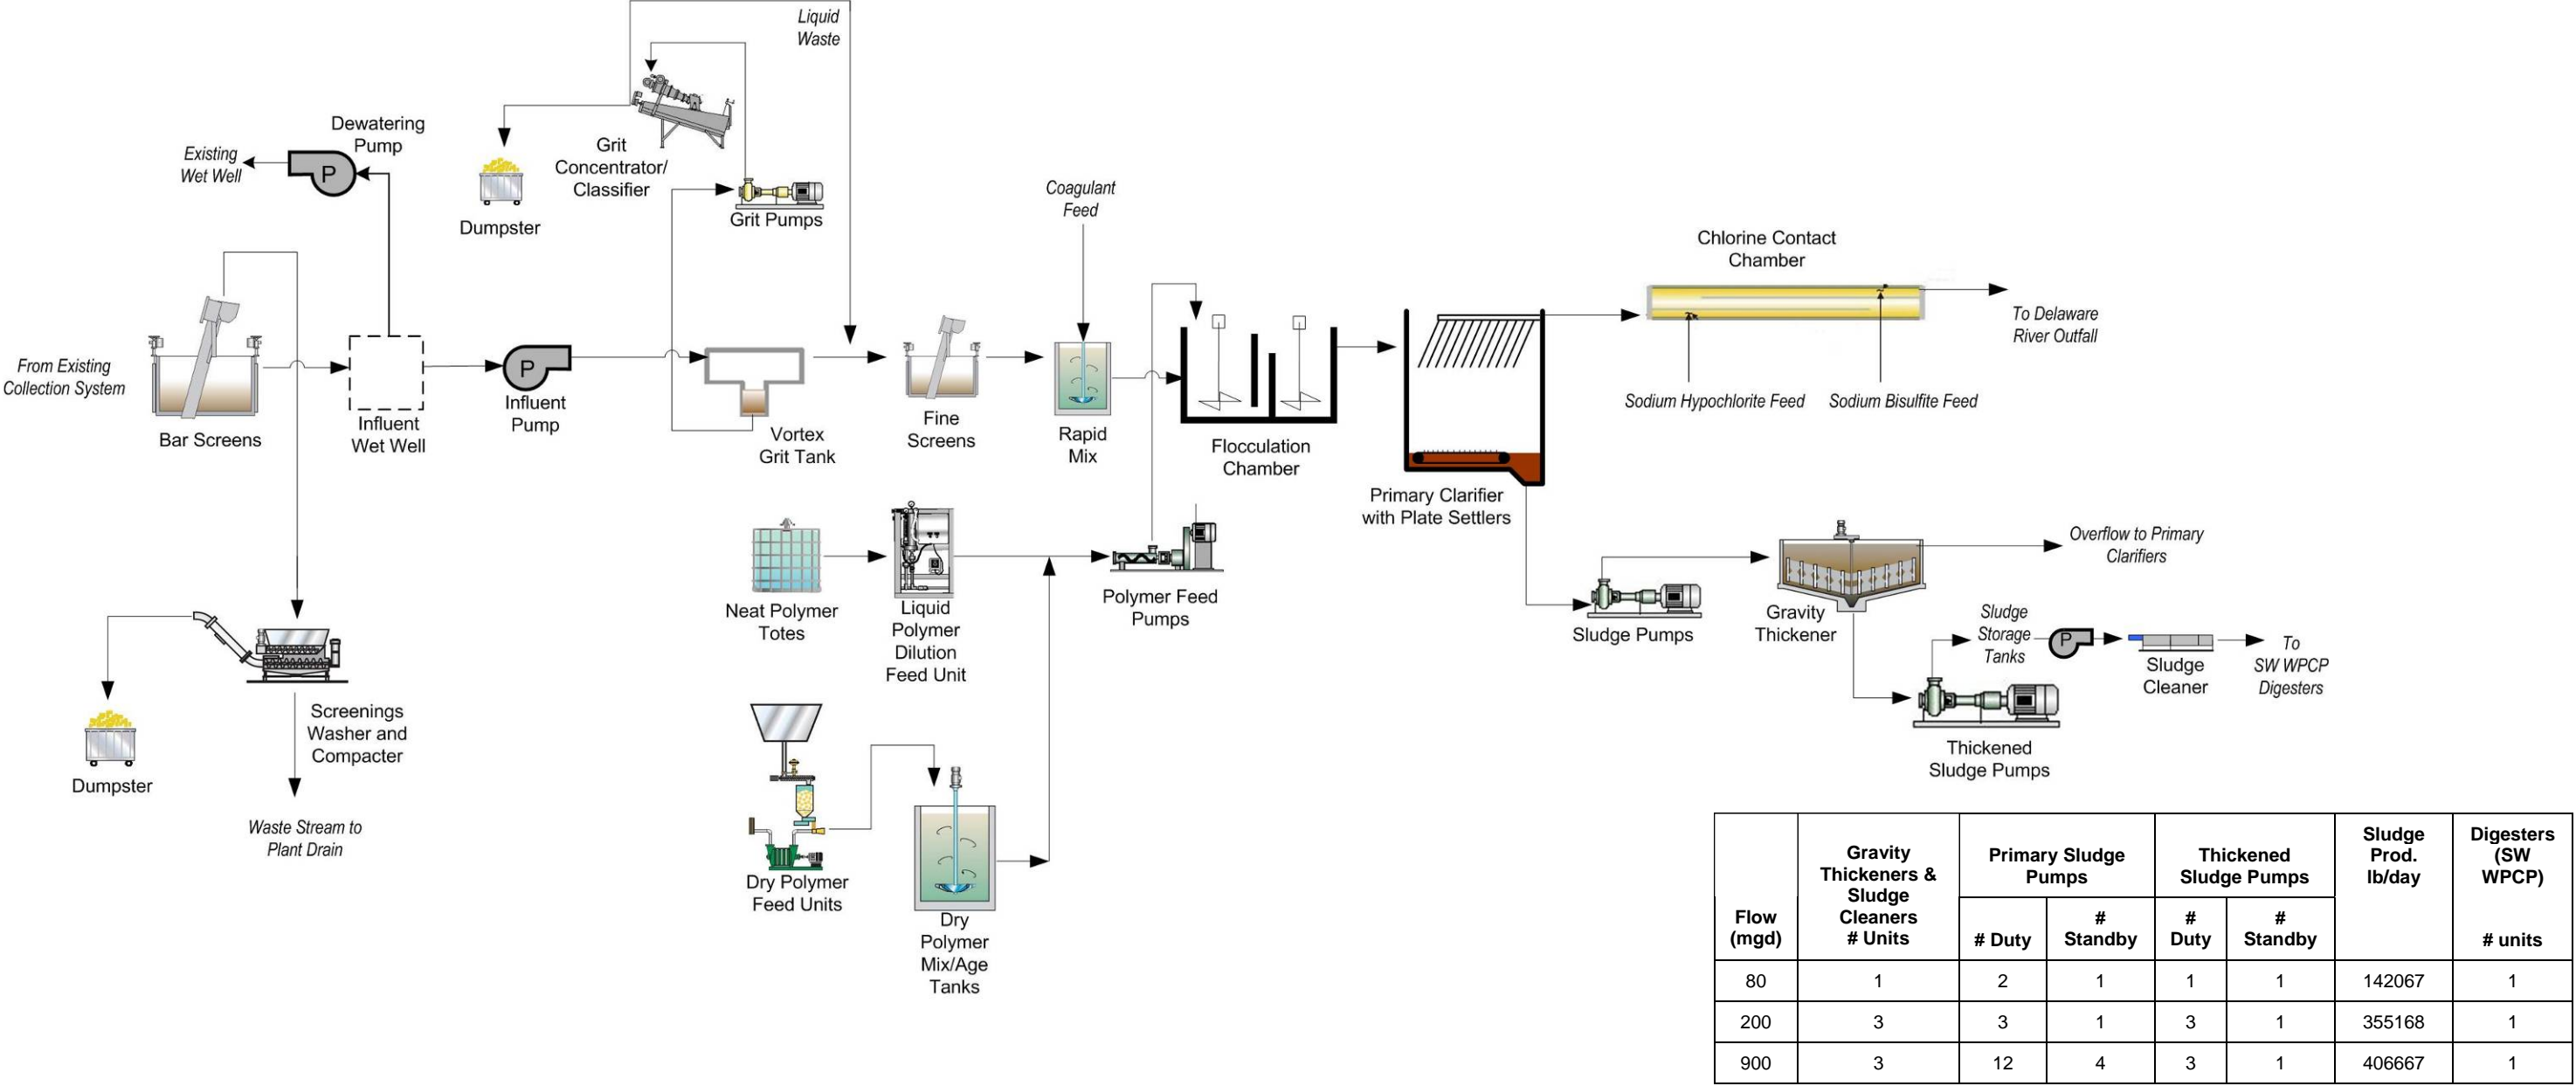 Liquid
Waste
Dewatering
Pump
Existing
Wet Well
P
Grit
Concentrator/
Classifier
Dumpster
Grit Pumps
Coagulant
Feed
Chlorine Contact
Chamber
To Delaware
River Outfall
Sodium Hypochlorite Feed
Sodium Bisulfite Feed
From Existing
Collection System
Bar Screens
Influent
Wet Well
P
Influent
Pump
Vortex
Grit Tank
Fine
Screens
Rapid
Mix
Flocculation
Chamber
Primary Clarifier
with Plate Settlers
Neat Polymer
Totes
Liquid
Polymer
Dilution
Feed Unit
Polymer Feed
Pumps
Sludge Pumps
Gravity
Thickener
Overflow to Primary
Clarifiers
Sludge
Storage
Tanks
P
Sludge
Cleaner
To
SW WPCP
Digesters
Thickened
Sludge Pumps
Screenings
Washer and
Compacter
Dumpster
Waste Stream to
Plant Drain
Dry Polymer
Feed Units
Dry
Polymer
Mix/Age
Tanks
Flow
(mgd)
Gravity
Thickeners &
Sludge
Cleaners
# Units
Primary Sludge
Pumps
Thickened
Sludge Pumps
Sludge
Prod.
lb/day
Digesters
(SW
WPCP)
# units
# Duty
#
Standby
#
Duty
#
Standby
80 1 2 1 1 1 142067 1
200 3 3 1 3 1 355168 1
900 3 12 4 3 1 406667 1